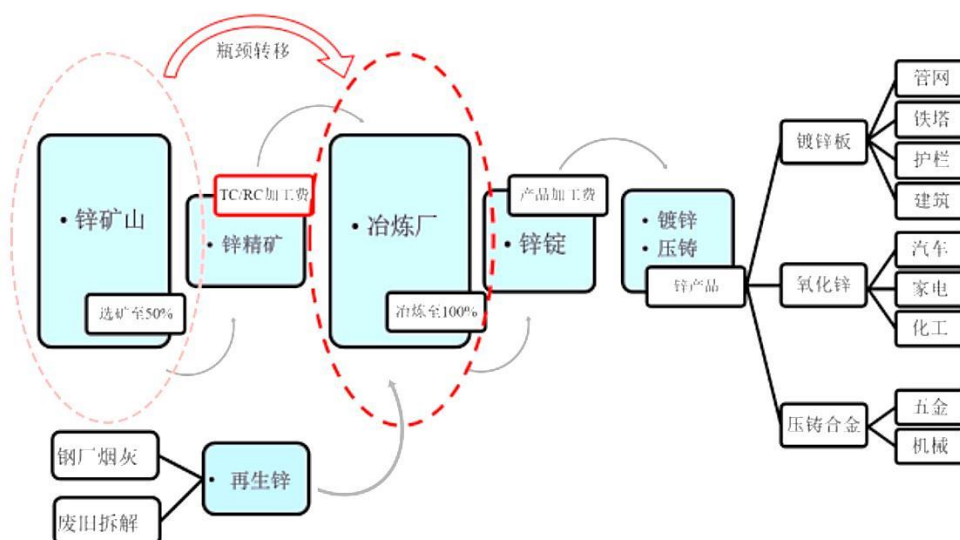 瓶颈转移
• 锌矿山
选矿至50%
TC/RC加工费
• 锌精矿
• 冶炼厂
冶炼至100%
产品加工费
• 锌锭
• 镀锌
• 压铸
锌产品
钢厂烟灰
废旧拆解
• 再生锌
镀锌板
管网
铁塔
护栏
建筑
氧化锌
汽车
家电
化工
压铸合金
五金
机械